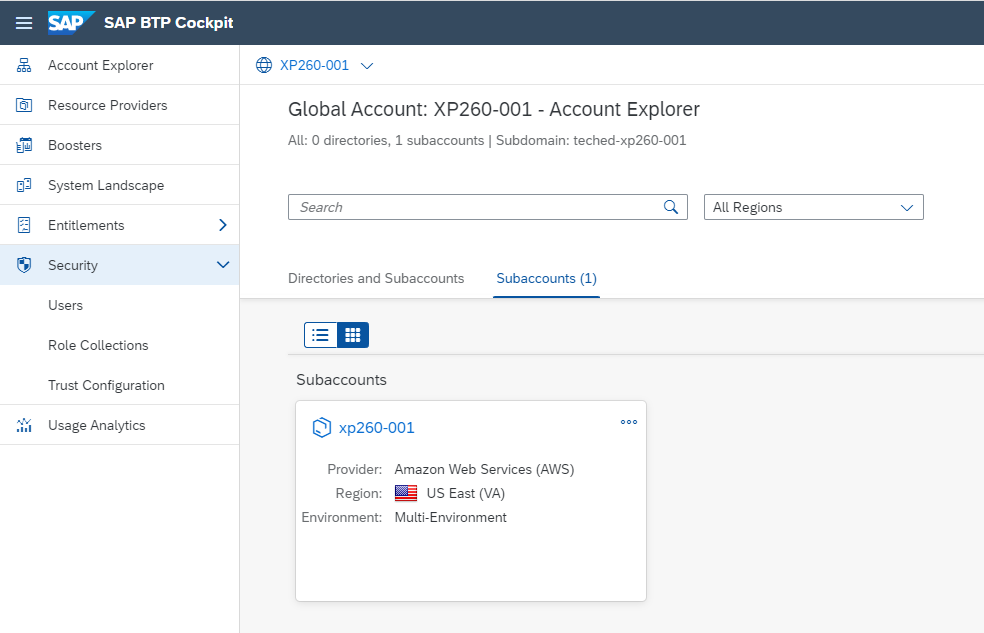 SAP SAP BTP Cockpit
Account Explorer
Resource Providers
Boosters
System Landscape
Entitlements
Security
Users
Role Collections
Trust Configuration
Usage Analytics
XP260-001
Global Account: XP260-001 - Account Explorer
All: 0 directories, 1 subaccounts | Subdomain: teched-xp260-001
Search All Regions
Directories and Subaccounts Subaccounts (1)
Subaccounts
xp260-001
Provider: Amazon Web Services (AWS)
Region: US East (VA)
Environment: Multi-Environment